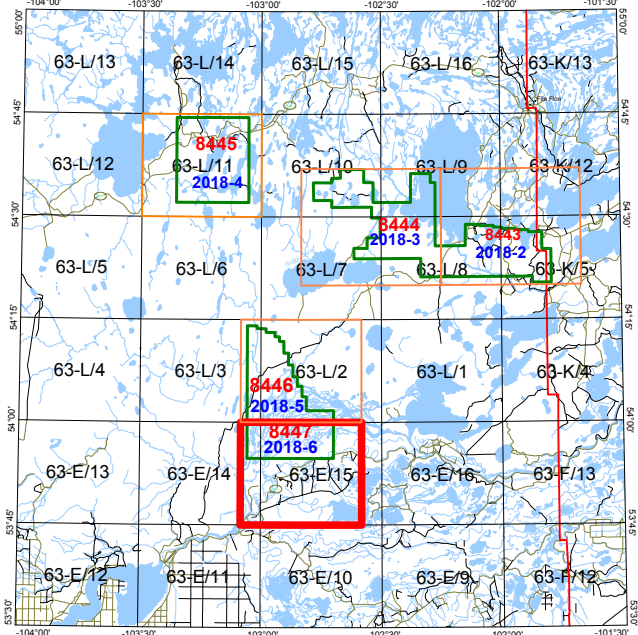 -104°00'
-103°30'
-103°00'
-102°30'
-102°00'
-101°30'
55°00'
55°00'
63-L/13
63-L/14
63-L/15
63-L/16
63-K/13
Flin Flon
54°45'
54°45'
8445
63-L/12
63-L/11
63-L/10
63-L/9
63-K/12
2018-4
54°30'
54°30'
8444
8443
2018-3
2018-2
63-L/5
63-L/6
63-L/7
63-L/8
63-K/5
54°15'
54°15'
63-L/4
63-L/3
63-L/2
63-L/1
63-K/4
8446
2018-5
54°00'
54°00'
8447
2018-6
63-E/13
63-E/14
63-E/15
63-E/16
63-F/13
53°45'
53°45'
63-E/12
63-E/11
63-E/10
63-E/9
63-F/12
53°30'
53°30'
-104°00'
-103°30'
-103°00'
-102°30'
-102°00'
-101°30'